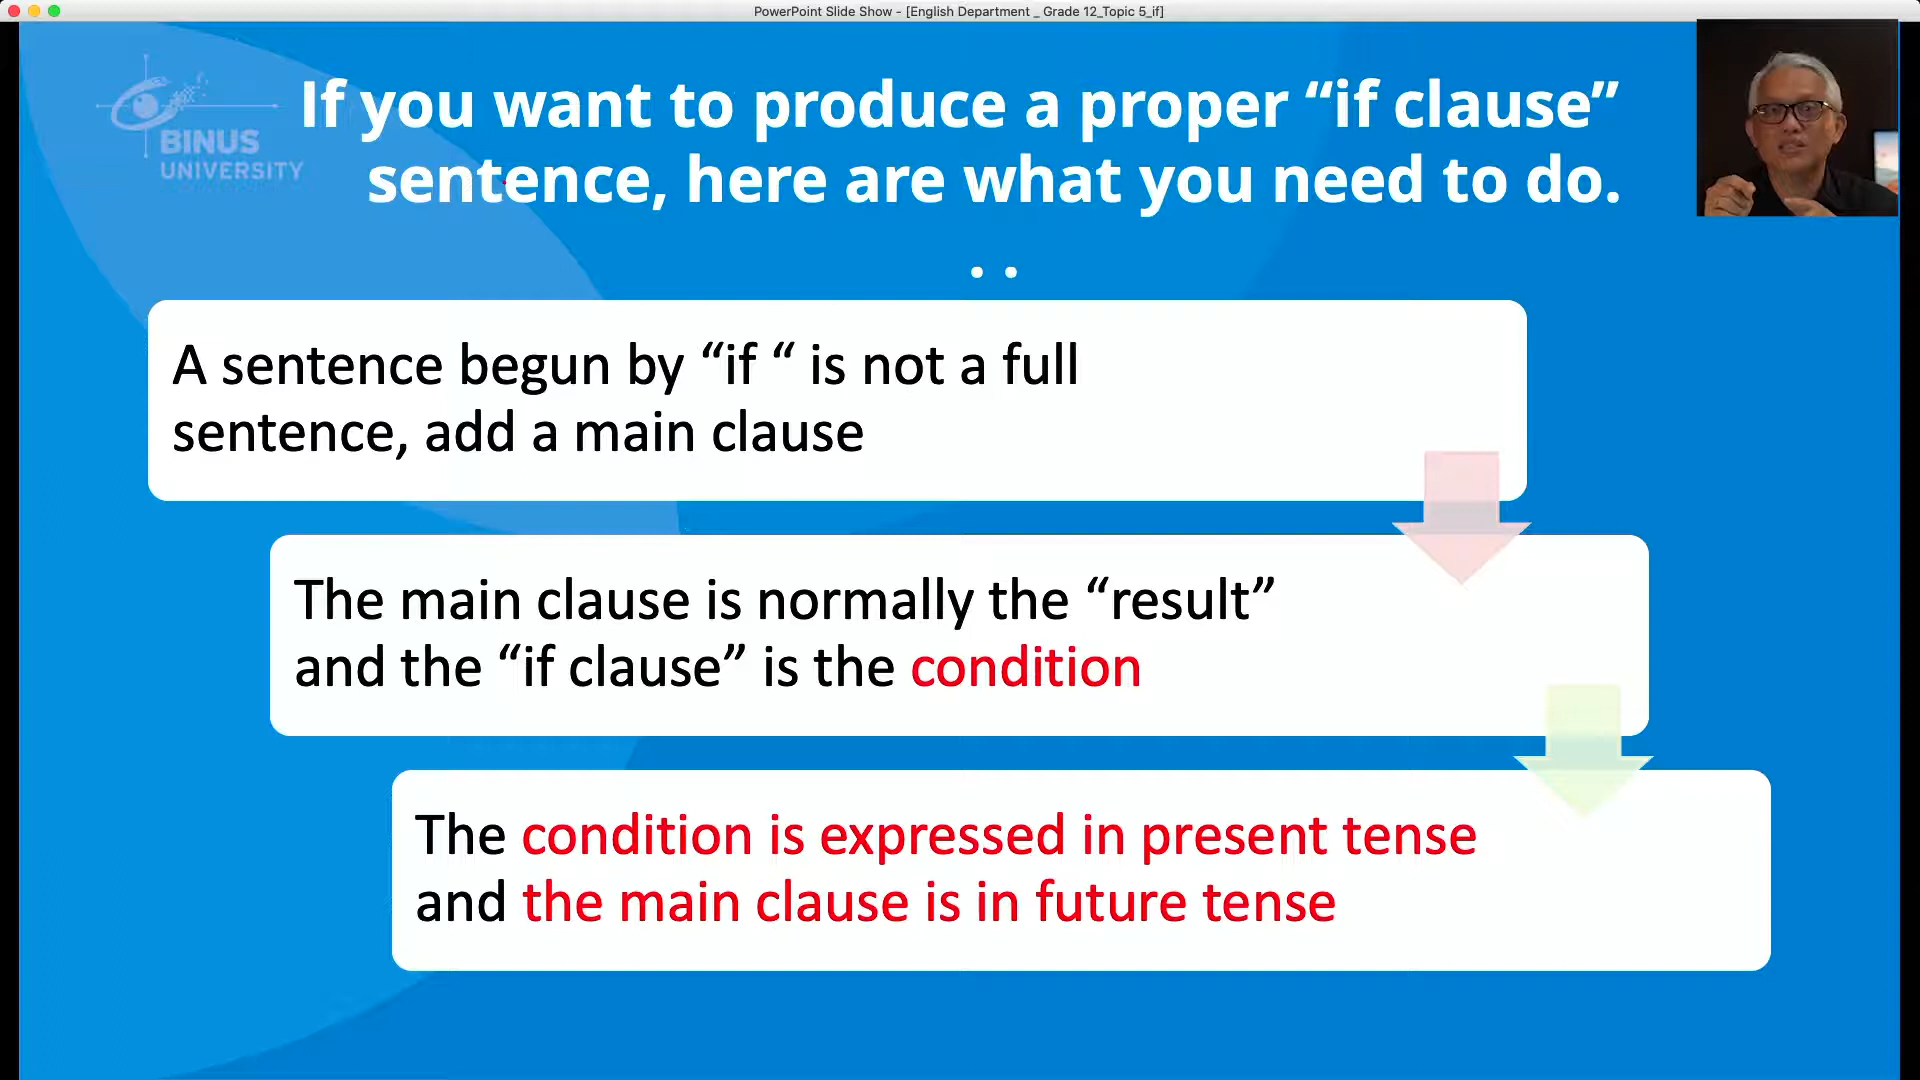 PowerPoint Slide Show - [English Department _ Grade 12_Topic 5_if]
BINUS
UNIVERSITY
If you want to produce a proper “if clause”
sentence, here are what you need to do.
. .
A sentence begun by “if “ is not a full
sentence, add a main clause
The main clause is normally the “result”
and the “if clause” is the condition
The condition is expressed in present tense
and the main clause is in future tense